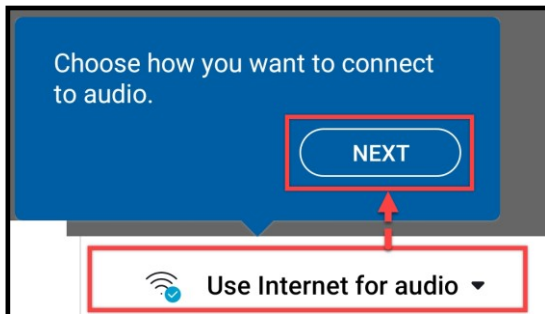 Choose how you want to connect
to audio.
NEXT
Use Internet for audio